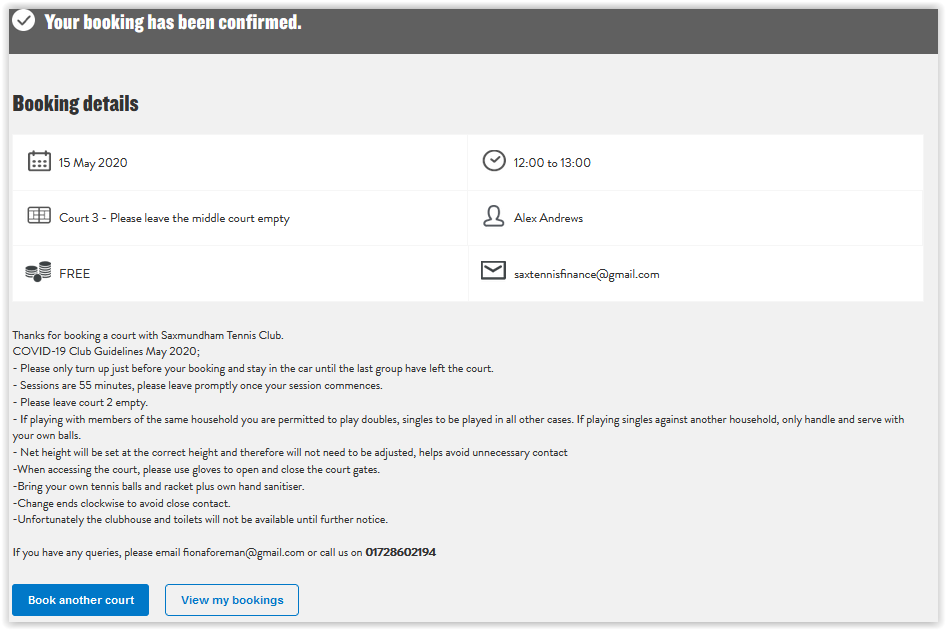 Your booking has been confirmed.
Booking details
15 May 2020
12:00 to 13:00
Court 3 - Please leave the middle court empty
Alex Andrews
FREE
saxtennisfinance@gmail.com
Thanks for booking a court with Saxmundham Tennis Club.
COVID-19 Club Guidelines May 2020;
- Please only turn up just before your booking and stay in the car until the last group have left the court.
- Sessions are 55 minutes, please leave promptly once your session commences.
- Please leave court 2 empty.
- If playing with members of the same household you are permitted to play doubles, singles to be played in all other cases. If playing singles against another household, only handle and serve with
your own balls.
- Net height will be set at the correct height and therefore will not need to be adjusted, helps avoid unnecessary contact
-When accessing the court, please use gloves to open and close the court gates.
-Bring your own tennis balls and racket plus own hand sanitiser.
-Change ends clockwise to avoid close contact.
-Unfortunately the clubhouse and toilets will not be available until further notice.
If you have any queries, please email fionaforeman@gmail.com or call us on 01728602194
Book another court
View my bookings